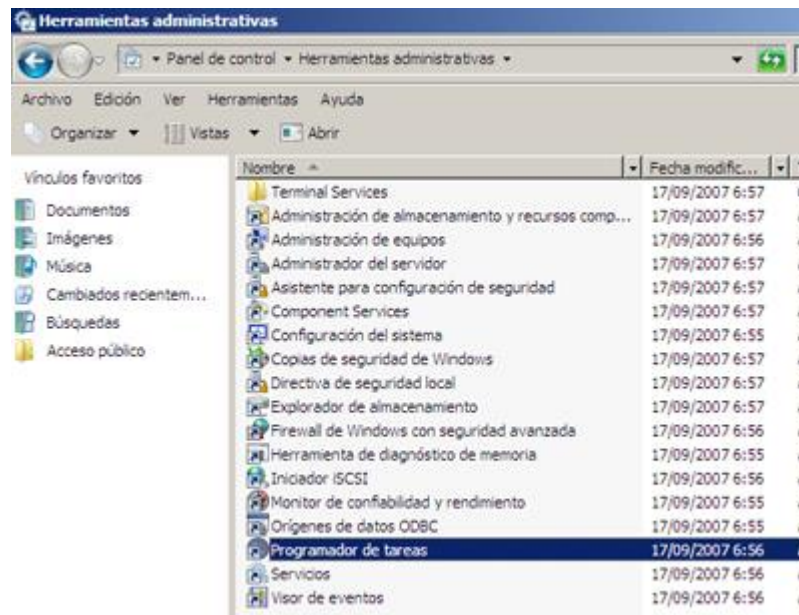 Herramientas administrativas
Panel de control Herramientas administrativas
Archivo Edición Ver Herramientas Ayuda
Organizar Vistas Abrir
Vínculos favoritos
Documentos
Imágenes
Música
Cambiados recientem...
Búsquedas
Acceso público
Nombre Fecha modific...
Terminal Services 17/09/2007 6:57
Administración de almacenamiento y recursos comp... 17/09/2007 6:57
Administración de equipos 17/09/2007 6:56
Administrador del servidor 17/09/2007 6:57
Asistente para configuración de seguridad 17/09/2007 6:57
Component Services 17/09/2007 6:57
Configuración del sistema 17/09/2007 6:55
Copias de seguridad de Windows 17/09/2007 6:57
Directiva de seguridad local 17/09/2007 6:57
Explorador de almacenamiento 17/09/2007 6:57
Firewall de Windows con seguridad avanzada 17/09/2007 6:56
Herramienta de diagnóstico de memoria 17/09/2007 6:55
Iniciador iSCSI 17/09/2007 6:56
Monitor de confiabilidad y rendimiento 17/09/2007 6:55
Orígenes de datos ODBC 17/09/2007 6:55
Programador de tareas 17/09/2007 6:56
Servicios 17/09/2007 6:56
Visor de eventos 17/09/2007 6:56